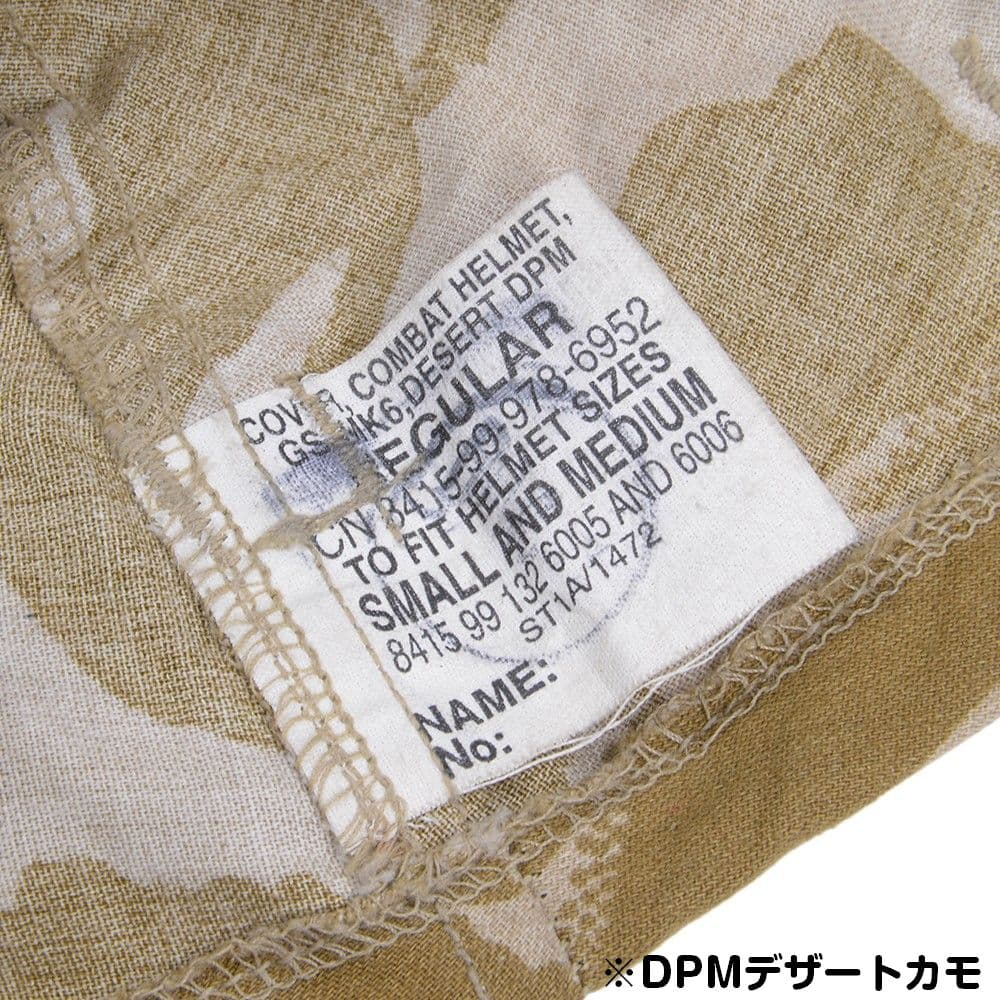 COVER, COMBAT HELMET,
GS MK6, DESERT DPM
REGULAR
CN 8415-99-978-6952
TO FIT HELMET SIZES
SMALL AND MEDIUM
8415 99 132 6005 AND 6006
ST1A/1472
NAME:
No:
※DPMデザートカモ